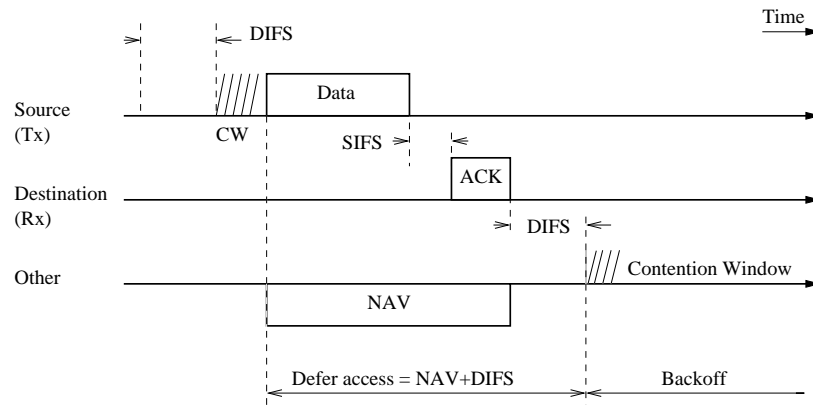 Time
DIFS
Data
Source
(Tx)
CW
SIFS
ACK
Destination
(Rx)
DIFS
Contention Window
Other
NAV
Defer access = NAV+DIFS
Backoff